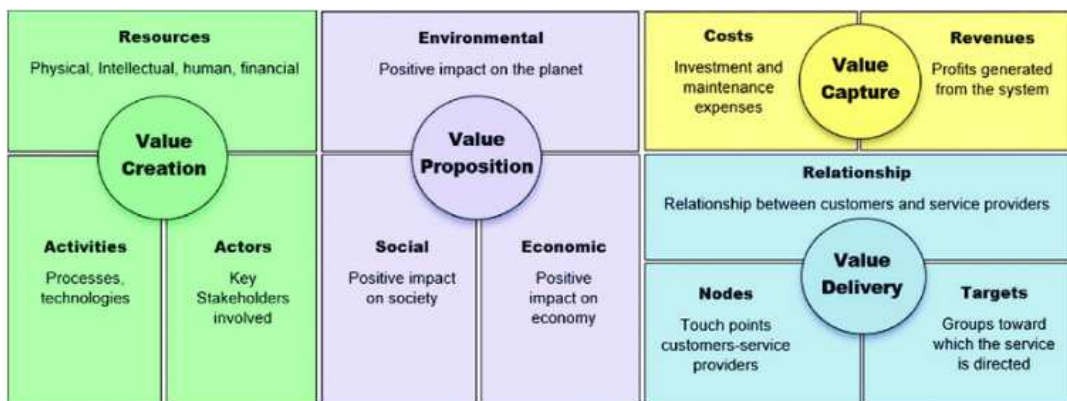 Resources
Physical, Intellectual, human, financial
Value
Creation
Activities
Processes,
technologies
Actors
Key
Stakeholders
involved
Environmental
Positive impact on the planet
Value
Proposition
Social
Positive impact
on society
Economic
Positive
impact on
economy
Costs
Investment and
maintenance
expenses
Value
Capture
Revenues
Profits generated
from the system
Relationship
Relationship between customers and service providers
Value
Delivery
Nodes
Touch points
customers-service
providers
Targets
Groups toward
which the service
is directed